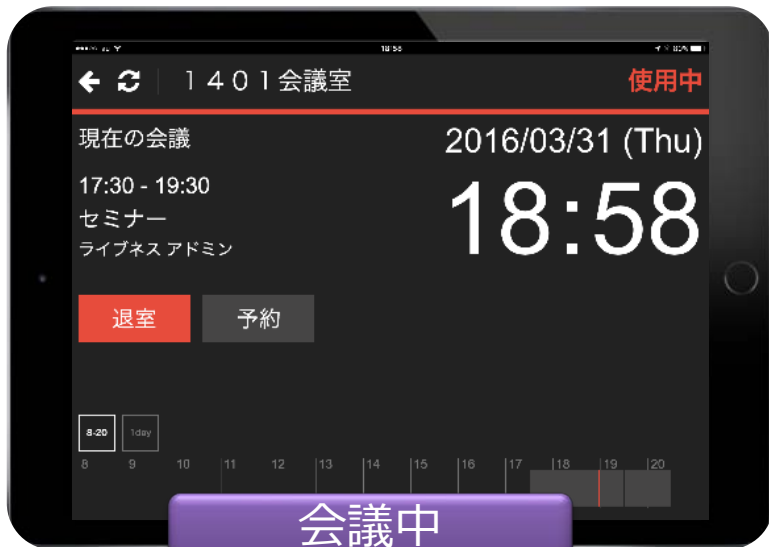 18:58
80%
１４０１会議室
使用中
現在の会議
2016/03/31 (Thu)
17:30 - 19:30
18:58
セミナー
ライブネス アドミン
退室
予約
8-20
1day
8 9 10 11 12 13 14 15 16 17 18 19 20
会議中